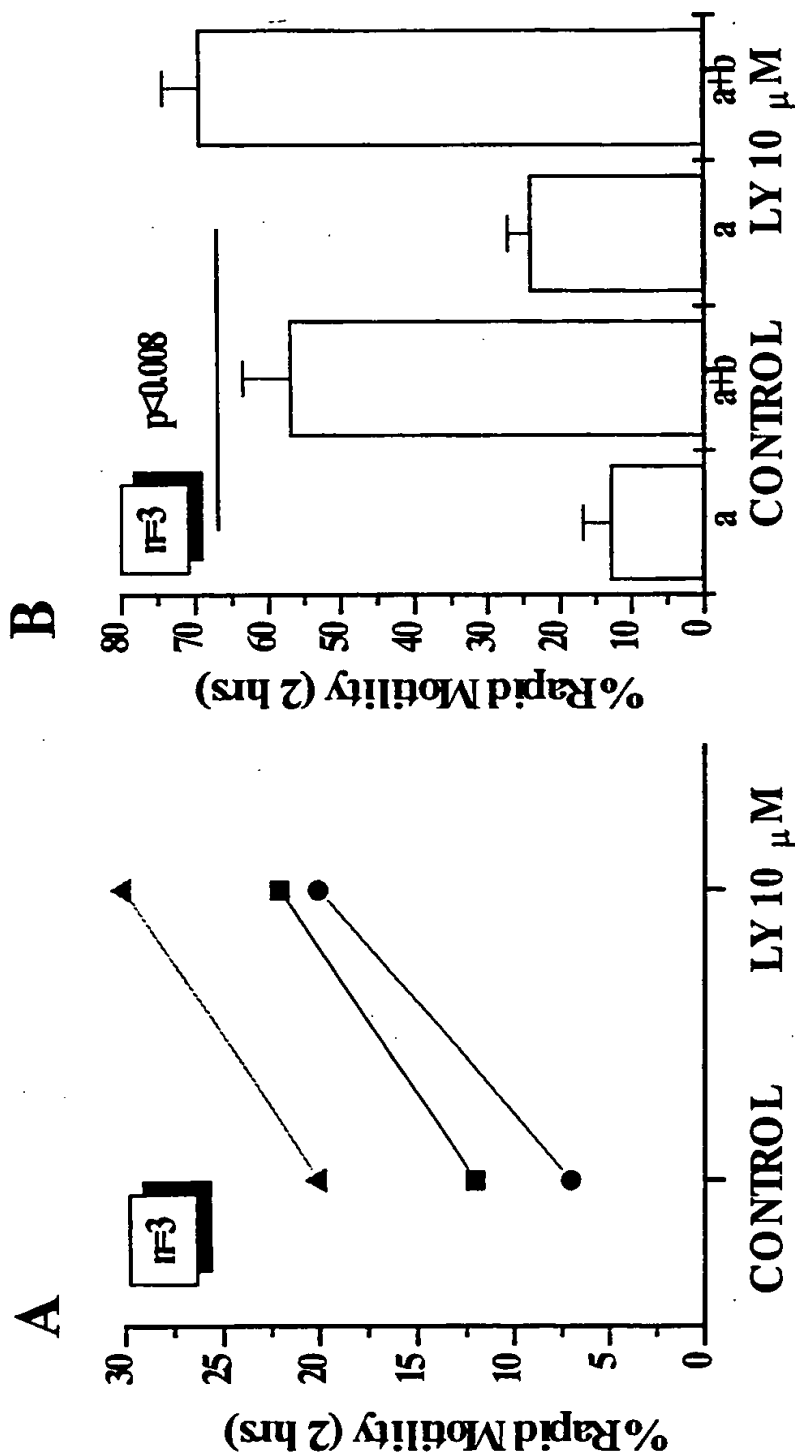 A
n=3
%Rapid Motility (2 hrs)
30
25
20
15
10
5
0
CONTROL
LY 10 μM
B
n=3
p<0.008
%Rapid Motility (2 hrs)
80
70
60
50
40
30
20
10
0
a a+b a a+b
CONTROL LY 10 μM